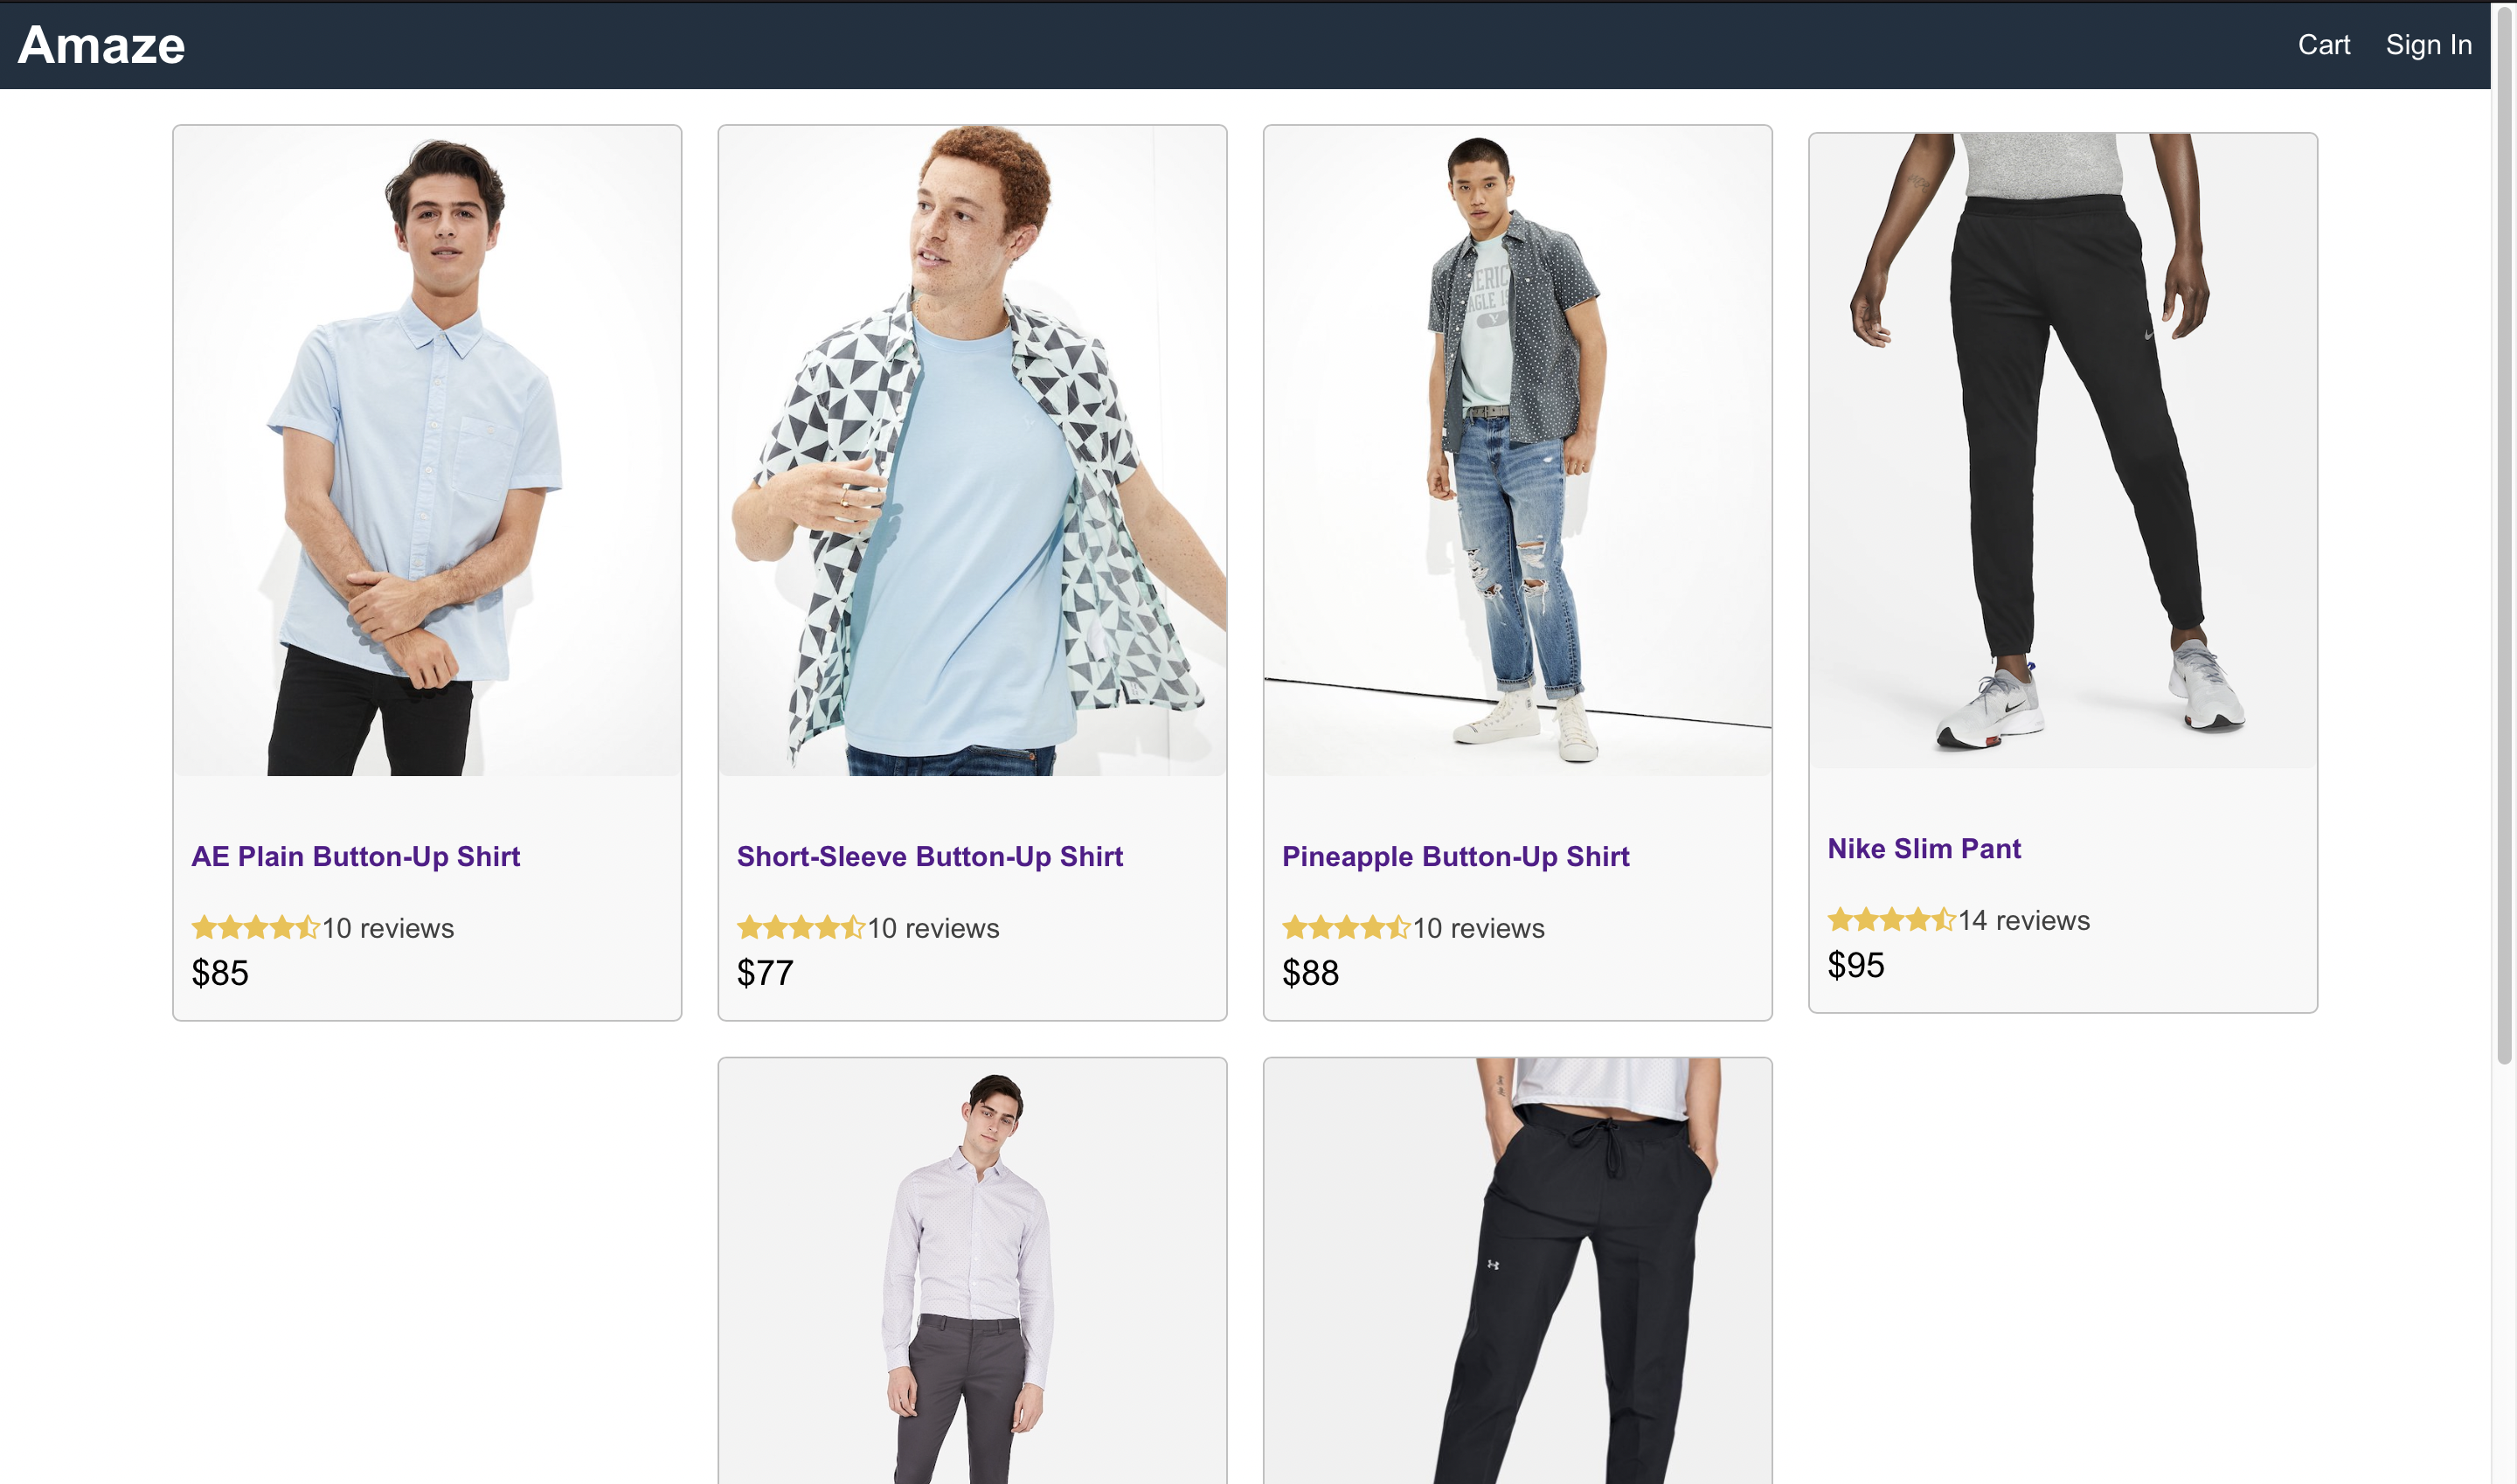 Amaze
Cart
Sign In
AE Plain Button-Up Shirt
10 reviews
$85
Short-Sleeve Button-Up Shirt
10 reviews
$77
Pineapple Button-Up Shirt
10 reviews
$88
Nike Slim Pant
14 reviews
$95